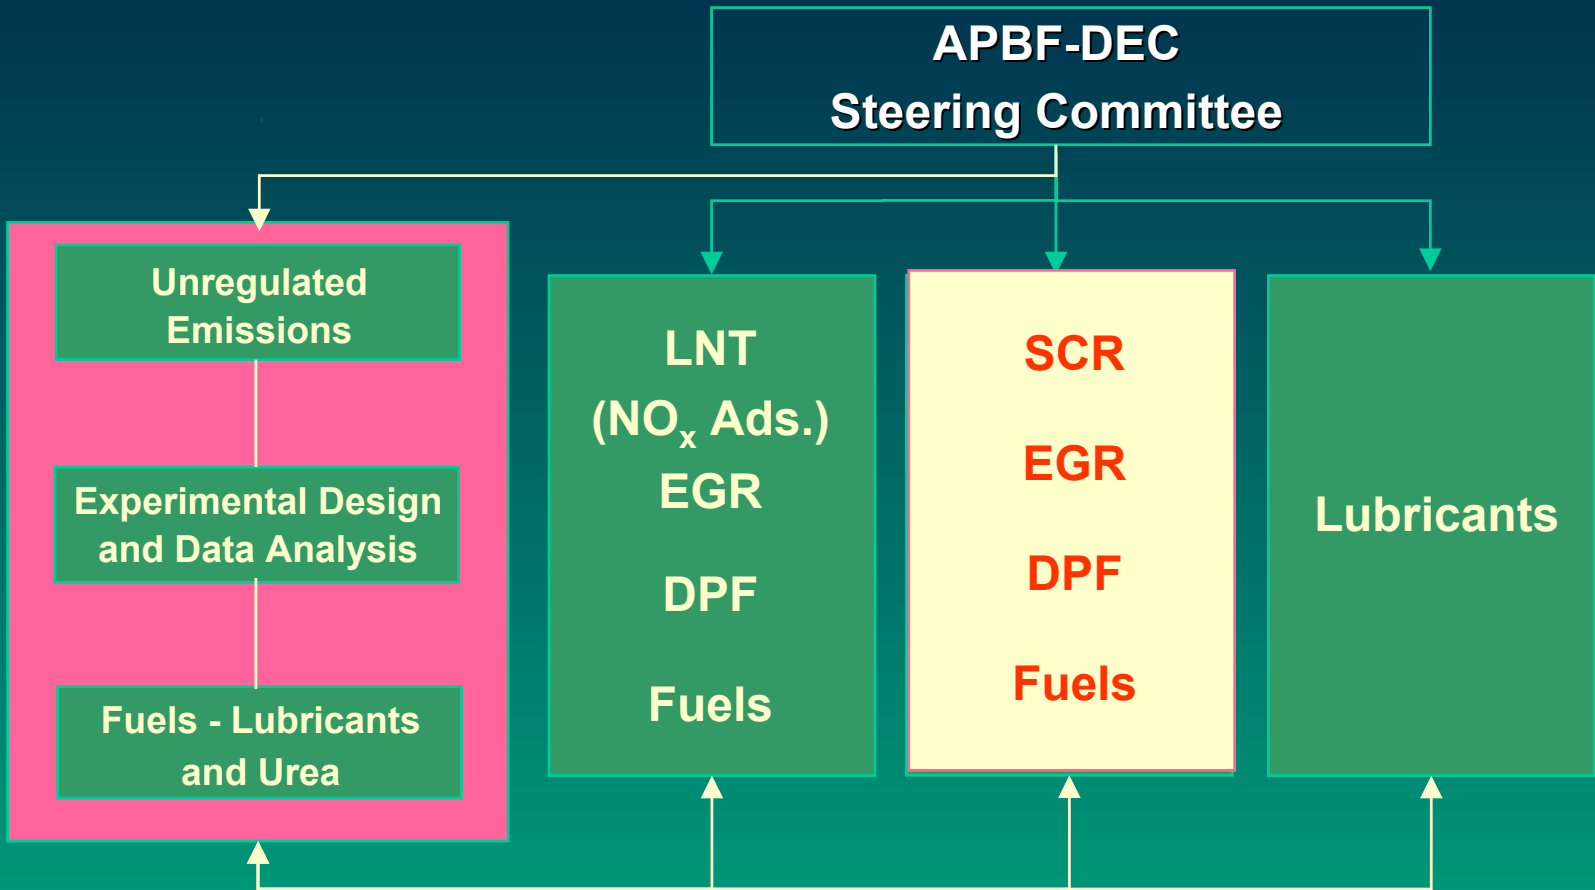 APBF-DEC
Steering Committee
Unregulated
Emissions
Experimental Design
and Data Analysis
Fuels - Lubricants
and Urea
LNT
(NOx Ads.)
EGR
DPF
Fuels
SCR
EGR
DPF
Fuels
Lubricants